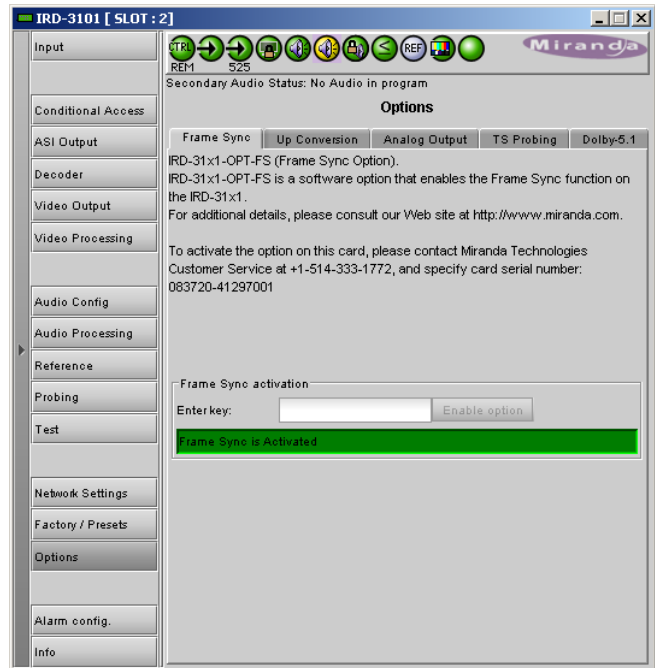 IRD-3101 [ SLOT : 2]
Input
Conditional Access
ASI Output
Decoder
Video Output
Video Processing
Audio Config
Audio Processing
Reference
Probing
Test
Network Settings
Factory / Presets
Options
Alarm config.
Info
CTRL
REF
Miranda
REM
525
Secondary Audio Status: No Audio in program
Options
Frame Sync
Up Conversion
Analog Output
TS Probing
Dolby-5.1
IRD-31x1-OPT-FS (Frame Sync Option).
IRD-31x1-OPT-FS is a software option that enables the Frame Sync function on
the IRD-31x1.
For additional details, please consult our Web site at http://www.miranda.com.
To activate the option on this card, please contact Miranda Technologies
Customer Service at +1-514-333-1772, and specify card serial number:
083720-41297001
Frame Sync activation
Enter key:
Enable option
Frame Sync is Activated